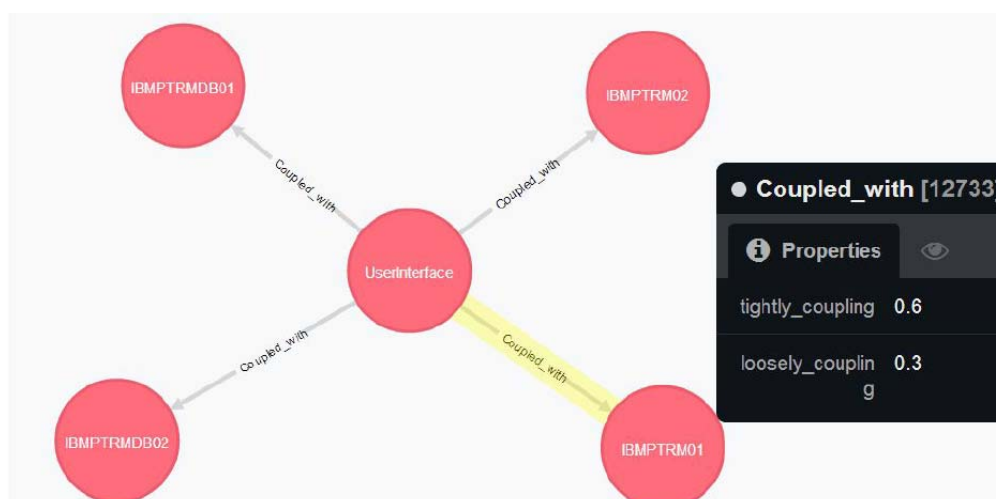 IBMPTRMDB01
IBMPTRM02
Coupled_with
Coupled_with
UserInterface
Coupled_with
Coupled_with
IBMPTRMDB02
IBMPTRM01
Coupled_with [12733]
Properties
tightly_coupling 0.6
loosely_couplin 0.3
g